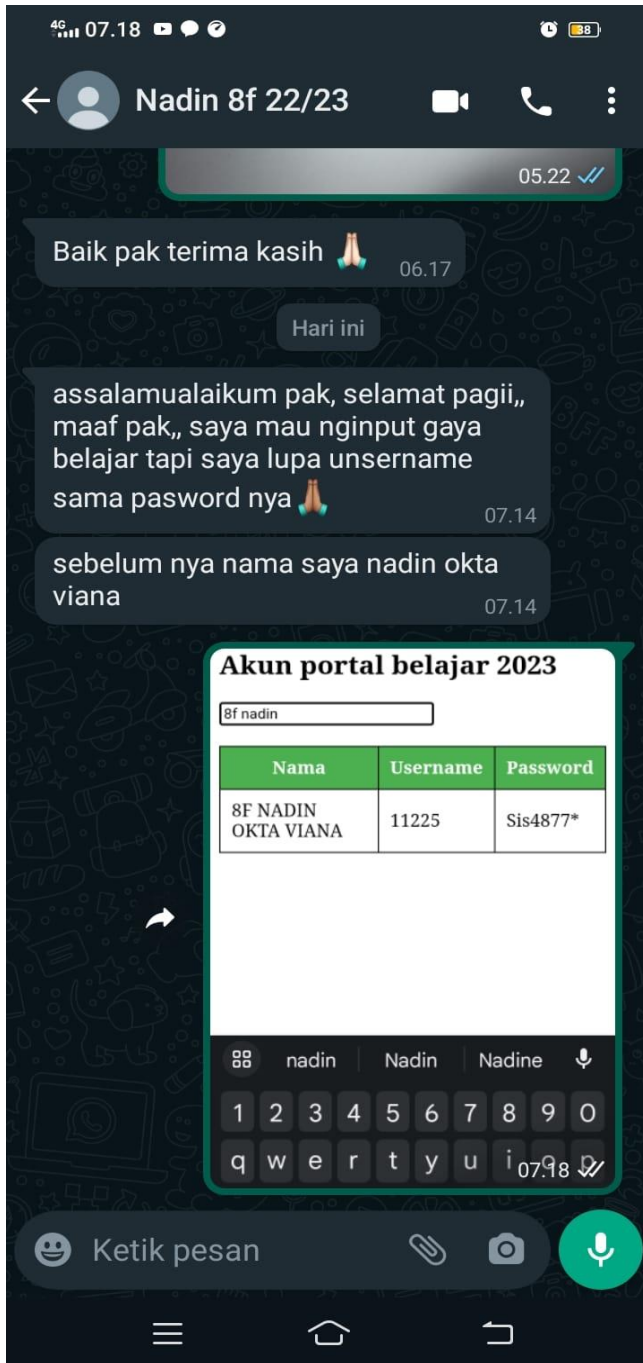 4G 07.18 38
Nadin 8f 22/23
05.22
Baik pak terima kasih 🙏🏻 06.17
Hari ini
assalamualaikum pak, selamat pagii,,
maaf pak,, saya mau nginput gaya
belajar tapi saya lupa unsername
sama pasword nya 🙏🏽
07.14
sebelum nya nama saya nadin okta
viana
07.14
Akun portal belajar 2023
8f nadin
Nama Username Password
8F NADIN
OKTA VIANA 11225 Sis4877*
nadin Nadin Nadine
1 2 3 4 5 6 7 8 9 0
q w e r t y u i o p
07.18
Ketik pesan